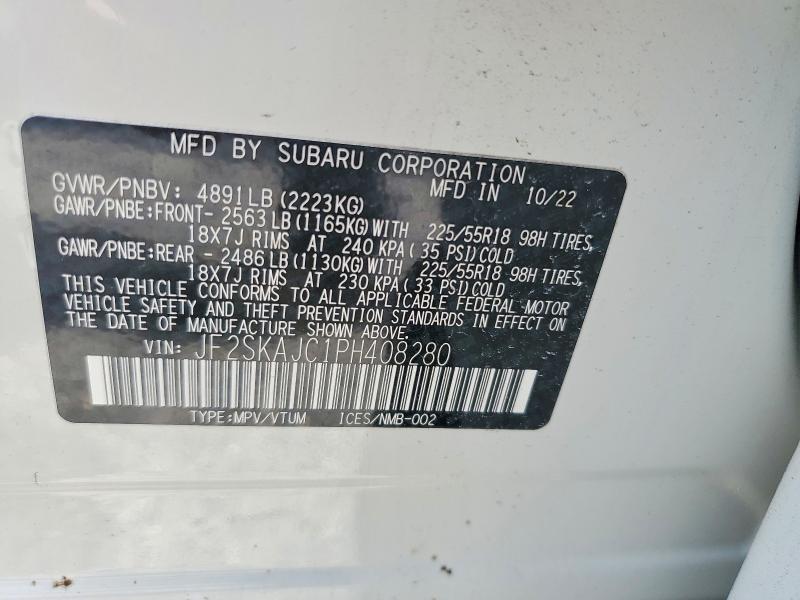 MFD BY SUBARU CORPORATION
GVWR/PNBV: 4891LB (2223KG) MFD IN 10/22
GAWR/PNBE:FRONT- 2563LB(1165KG)WITH 225/55R18 98H TIRES,
18X7J RIMS AT 240 KPA( 35 PSI)COLD
GAWR/PNBE:REAR - 2486LB(1130KG)WITH 225/55R18 98H TIRES,
18X7J RIMS AT 230 KPA( 33 PSI)COLD
THIS VEHICLE CONFORMS TO ALL APPLICABLE FEDERAL MOTOR
VEHICLE SAFETY AND THEFT PREVENTION STANDARDS IN EFFECT ON
THE DATE OF MANUFACTURE SHOWN ABOVE.
VIN: JF2SKAJC1PH408280
TYPE:MPV/VTUM ICES/NMB-002